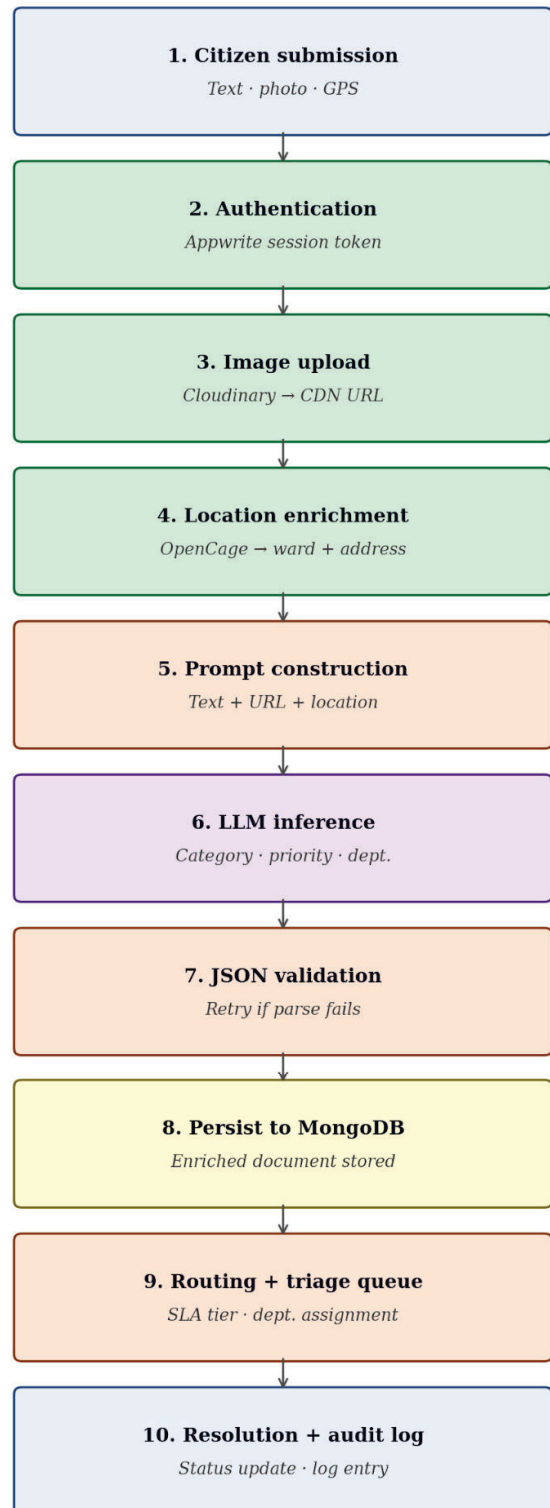 1. Citizen submission
Text · photo · GPS
2. Authentication
Appwrite session token
3. Image upload
Cloudinary → CDN URL
4. Location enrichment
OpenCage → ward + address
5. Prompt construction
Text + URL + location
6. LLM inference
Category · priority · dept.
7. JSON validation
Retry if parse fails
8. Persist to MongoDB
Enriched document stored
9. Routing + triage queue
SLA tier · dept. assignment
10. Resolution + audit log
Status update · log entry